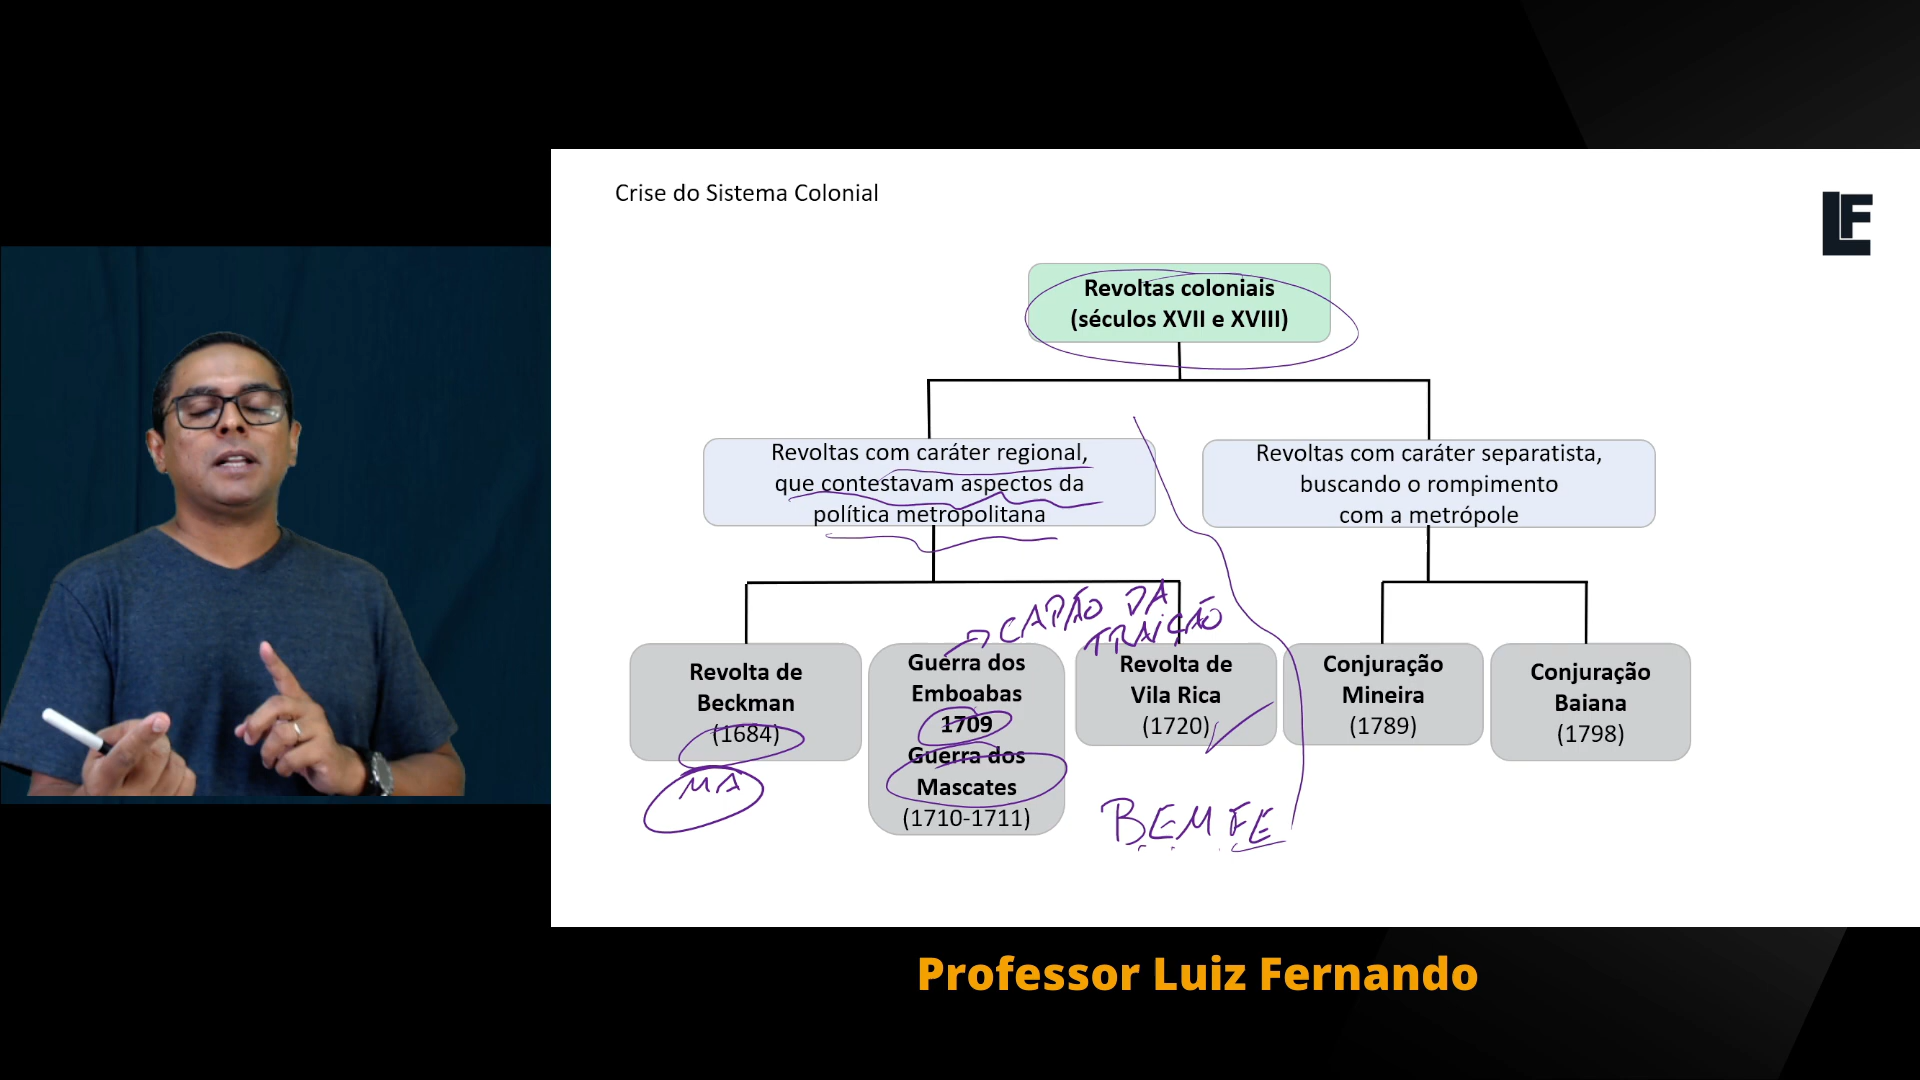 Crise do Sistema Colonial
LF
Revoltas coloniais
(séculos XVII e XVIII)
Revoltas com caráter regional,
que contestavam aspectos da
política metropolitana
Revoltas com caráter separatista,
buscando o rompimento
com a metrópole
CAPÃO DA
TRAIÇÃO
Revolta de
Beckman
(1684)
MA
Guerra dos
Emboabas
1709
Guerra dos
Mascates
(1710-1711)
Revolta de
Vila Rica
(1720)
BEM FE
Conjuração
Mineira
(1789)
Conjuração
Baiana
(1798)
Professor Luiz Fernando